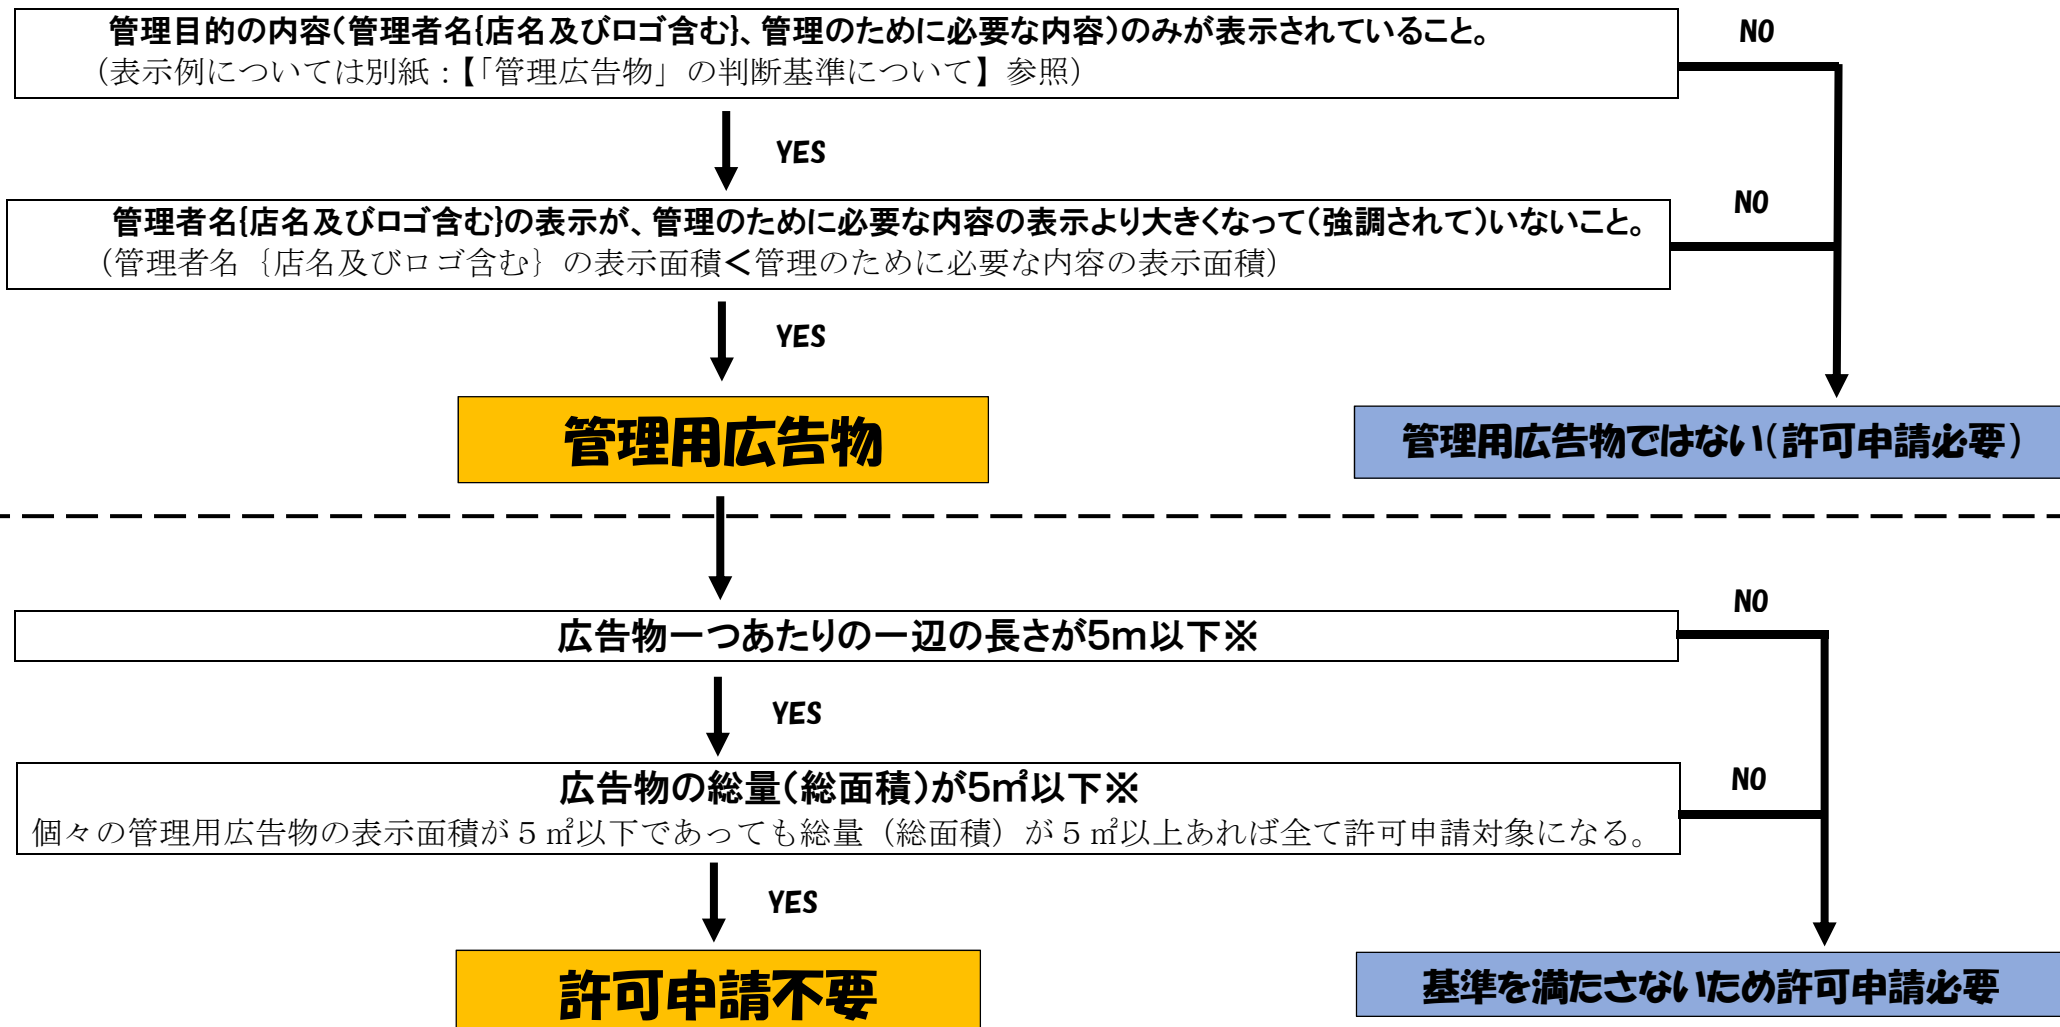 管理目的の内容(管理者名{店名及びロゴ含む}、管理のために必要な内容)のみが表示されていること。
NO
（表示例については別紙：【「管理広告物」の判断基準について】参照）
YES
管理者名{店名及びロゴ含む}の表示が、管理のために必要な内容の表示より大きくなって(強調されて)いないこと。
NO
（管理者名｛店名及びロゴ含む｝の表示面積＜管理のために必要な内容の表示面積）
YES
管理用広告物
管理用広告物ではない(許可申請必要)
広告物一つあたりの一辺の長さが5m以下※
NO
YES
広告物の総量(総面積)が5㎡以下※
NO
個々の管理用広告物の表示面積が５㎡以下であっても総量（総面積）が５㎡以上あれば全て許可申請対象になる。
YES
許可申請不要
基準を満たさないため許可申請必要